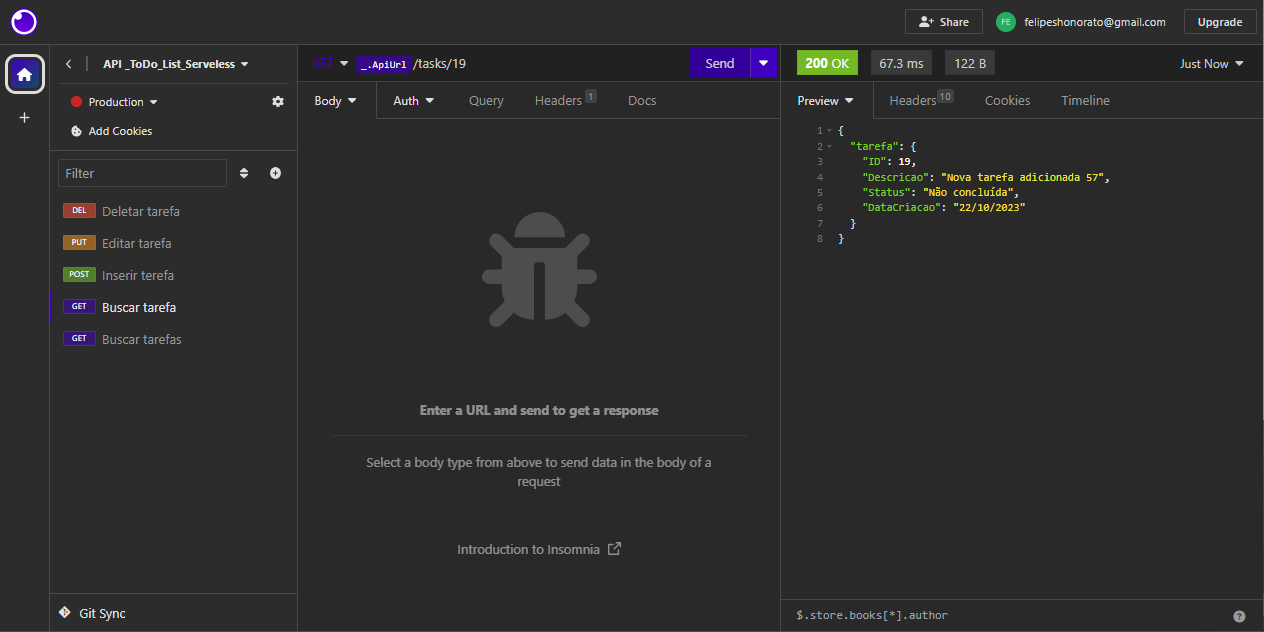 Share
FE
felipeshonorato@gmail.com
Upgrade
API _ToDo_List_Serveless
Production
Add Cookies
Filter
DEL Deletar tarefa
PUT Editar tarefa
POST Inserir terefa
GET Buscar tarefa
GET Buscar tarefas
Git Sync
GET _.ApiUrl /tasks/19
Send
Body
Auth
Query
Headers 1
Docs
Enter a URL and send to get a response
Select a body type from above to send data in the body of a
request
Introduction to Insomnia
200 OK
67.3 ms
122 B
Just Now
Preview
Headers 10
Cookies
Timeline
1 {
2 "tarefa": {
3 "ID": 19,
4 "Descricao": "Nova tarefa adicionada 57",
5 "Status": "Não concluída",
6 "DataCriacao": "22/10/2023"
7 }
8 }
$.store.books[*].author
?